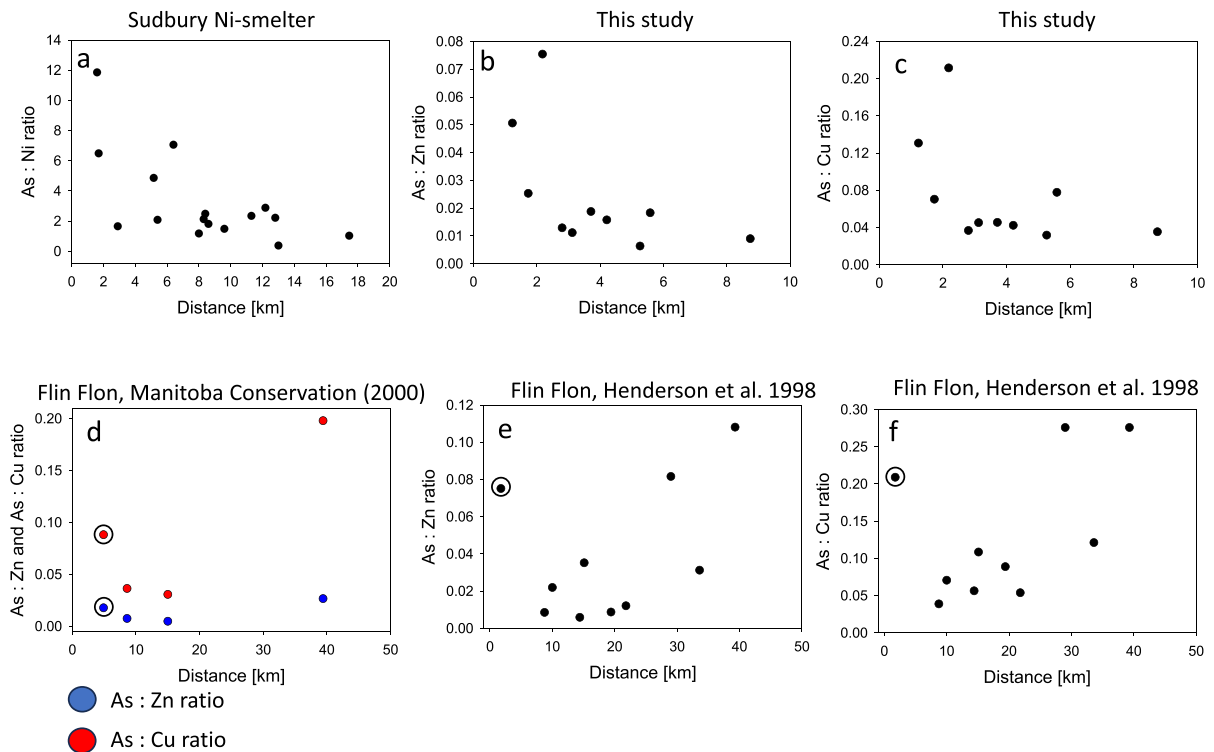 Sudbury Ni-smelter
a
As : Ni ratio
14
12
10
8
6
4
2
0
0 2 4 6 8 10 12 14 16 18 20
Distance [km]
This study
b
As : Zn ratio
0.08
0.07
0.06
0.05
0.04
0.03
0.02
0.01
0.00
0 2 4 6 8 10
Distance [km]
This study
c
As : Cu ratio
0.24
0.20
0.16
0.12
0.08
0.04
0.00
0 2 4 6 8 10
Distance [km]
Flin Flon, Manitoba Conservation (2000)
d
As : Zn and As : Cu ratio
0.20
0.15
0.10
0.05
0.00
0 10 20 30 40 50
Distance [km]
As : Zn ratio
As : Cu ratio
Flin Flon, Henderson et al. 1998
e
As : Zn ratio
0.12
0.10
0.08
0.06
0.04
0.02
0.00
0 10 20 30 40 50
Distance [km]
Flin Flon, Henderson et al. 1998
f
As : Cu ratio
0.30
0.25
0.20
0.15
0.10
0.05
0.00
0 10 20 30 40 50
Distance [km]